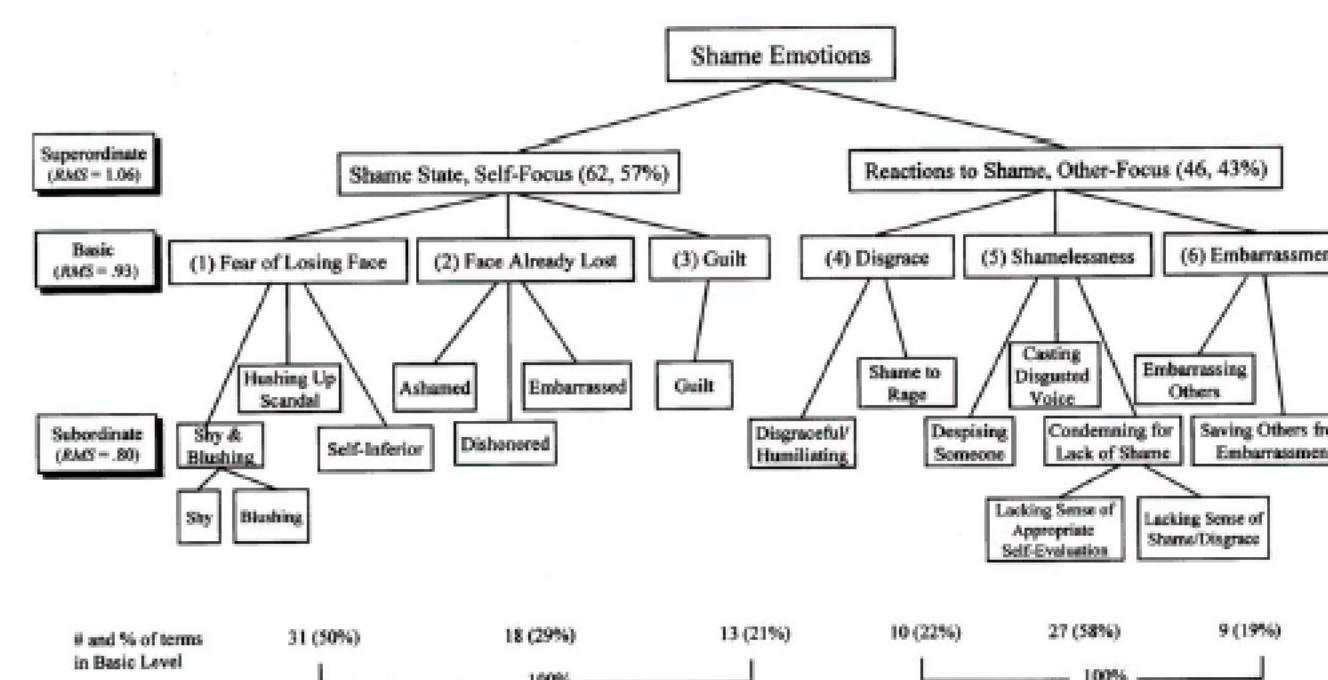 Shame Emotions
Superordinate
(RMS = 1.06)
Shame State, Self-Focus (62, 57%)
Reactions to Shame, Other-Focus (46, 43%)
Basic
(RMS = .93)
(1) Fear of Losing Face
(2) Face Already Lost
(3) Guilt
(4) Disgrace
(5) Shamelessness
(6) Embarrassmen
Hushing Up
Scandal
Ashamed
Embarrassed
Guilt
Shame to
Rage
Casting
Disgusted
Voice
Embarrassing
Others
Subordinate
(RMS = .80)
Shy &
Blushing
Self-Inferior
Dishonored
Disgraceful/
Humiliating
Despising
Someone
Condemning for
Lack of Shame
Saving Others fr
Embarrassmen
Shy
Blushing
Lacking Sense of
Appropriate
Self-Evaluation
Lacking Sense of
Shame/Disgrace
# and % of terms
in Basic Level
31 (50%)
18 (29%)
13 (21%)
10 (22%)
27 (58%)
9 (19%)
100%
100%